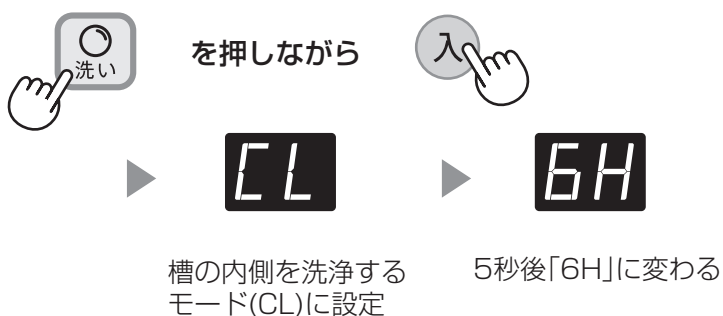 洗い
を押しながら
入
CL
6H
槽の内側を洗浄する
モード(CL)に設定
5秒後「6H」に変わる